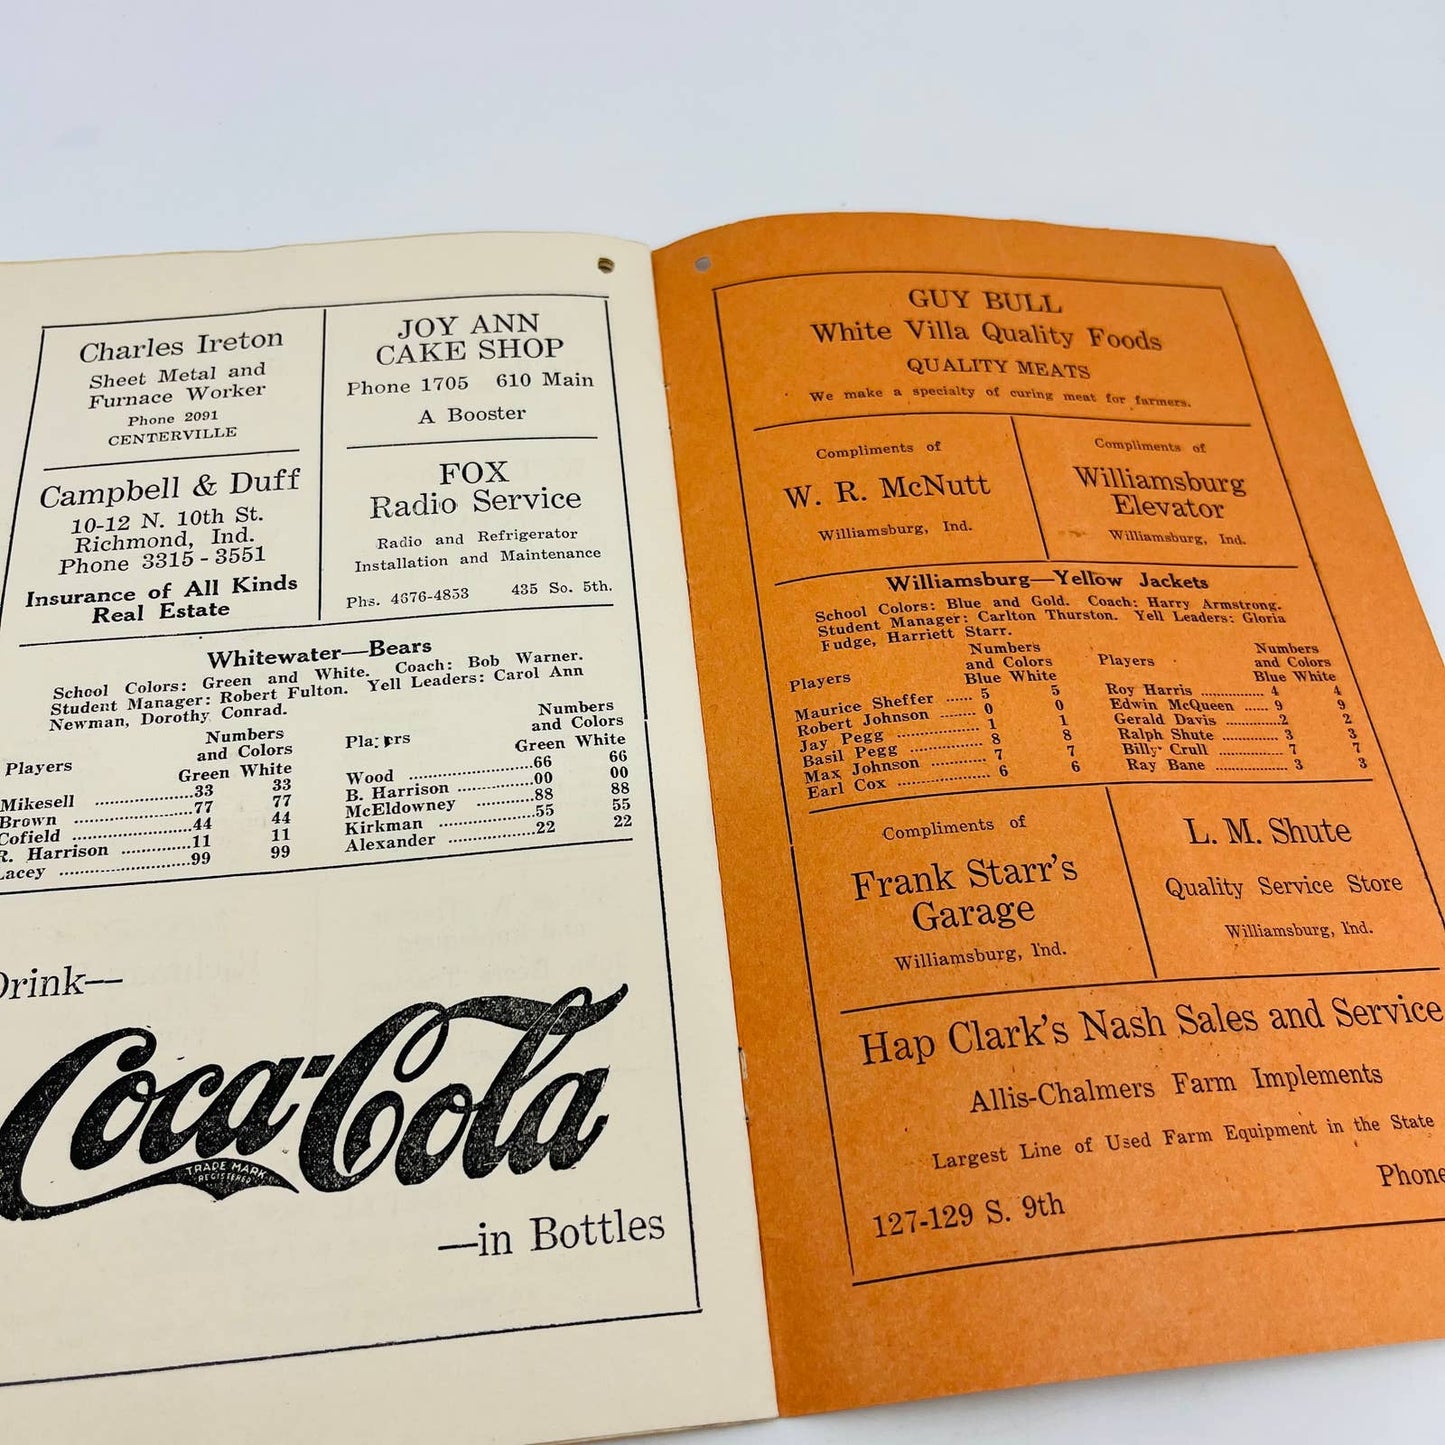 Charles Ireton
Sheet Metal and
Furnace Worker
Phone 2091
CENTERVILLE
JOY ANN
CAKE SHOP
Phone 1705 610 Main
A Booster
Campbell & Duff
10-12 N. 10th St.
Richmond, Ind.
Phone 3315 - 3551
Insurance of All Kinds
Real Estate
FOX
Radio Service
Radio and Refrigerator
Installation and Maintenance
Phs. 4676-4853 435 So. 5th.
Whitewater—Bears
School Colors: Green and White. Coach: Bob Warner.
Student Manager: Robert Fulton. Yell Leaders: Carol Ann
Newman, Dorothy Conrad.
Numbers
and Colors
Players Green White
Mikesell ..................33 33
Brown ......................77 77
Cofield ......................44 44
R. Harrison .............11 11
Lacey ........................99 99
Numbers
and Colors
Players Green White
Wood ......................66 66
B. Harrison .............00 00
McEldowney ..........88 88
Kirkman .................55 55
Alexander ................22 22
Drink—
Coca-Cola
TRADE MARK
REGISTERED
—in Bottles
GUY BULL
White Villa Quality Foods
QUALITY MEATS
We make a specialty of curing meat for farmers.
Compliments of
W. R. McNutt
Williamsburg, Ind.
Compliments of
Williamsburg
Elevator
Williamsburg, Ind.
Williamsburg—Yellow Jackets
School Colors: Blue and Gold. Coach: Harry Armstrong.
Student Manager: Carlton Thurston. Yell Leaders: Gloria
Fudge, Harriett Starr.
Numbers
and Colors
Players Blue White
Maurice Sheffer ...... 5 5
Robert Johnson ........ 0 0
Jay Pegg .................. 1 1
Basil Pegg ................ 8 8
Max Johnson ............ 7 7
Earl Cox .................. 6 6
Numbers
and Colors
Players Blue White
Roy Harris ................ 4 4
Edwin McQueen ...... 9 9
Gerald Davis ............2 2
Ralph Shute .............. 3 3
Billy Crull ................ 7 7
Ray Bane .................. 3 3
Compliments of
Frank Starr's
Garage
Williamsburg, Ind.
L. M. Shute
Quality Service Store
Williamsburg, Ind.
Hap Clark's Nash Sales and Service
Allis-Chalmers Farm Implements
Largest Line of Used Farm Equipment in the State
127-129 S. 9th Phone